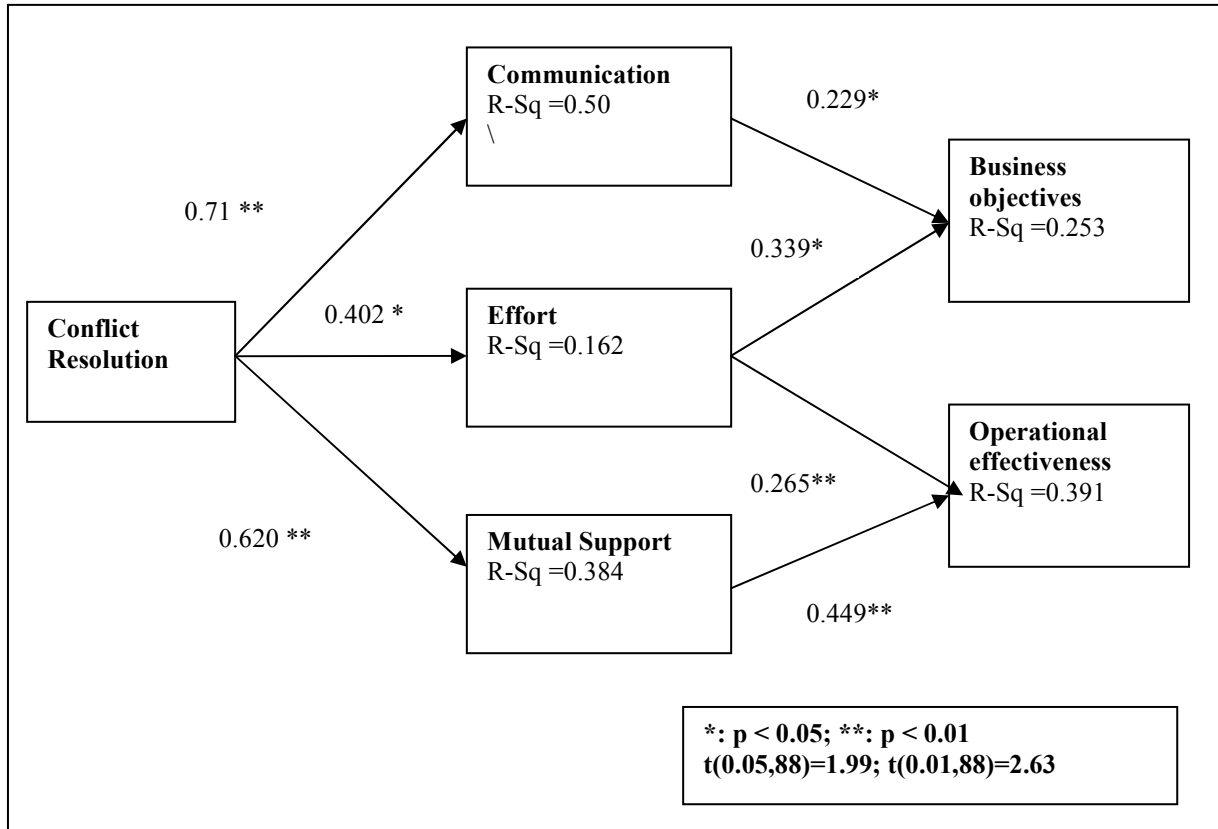 Communication
R-Sq =0.50
\
0.229*
Business
objectives
R-Sq =0.253
0.71 **
0.339*
Conflict
Resolution
0.402 *
Effort
R-Sq =0.162
Operational
effectiveness
R-Sq =0.391
0.265**
0.620 **
Mutual Support
R-Sq =0.384
0.449**
*: p < 0.05; **: p < 0.01
t(0.05,88)=1.99; t(0.01,88)=2.63